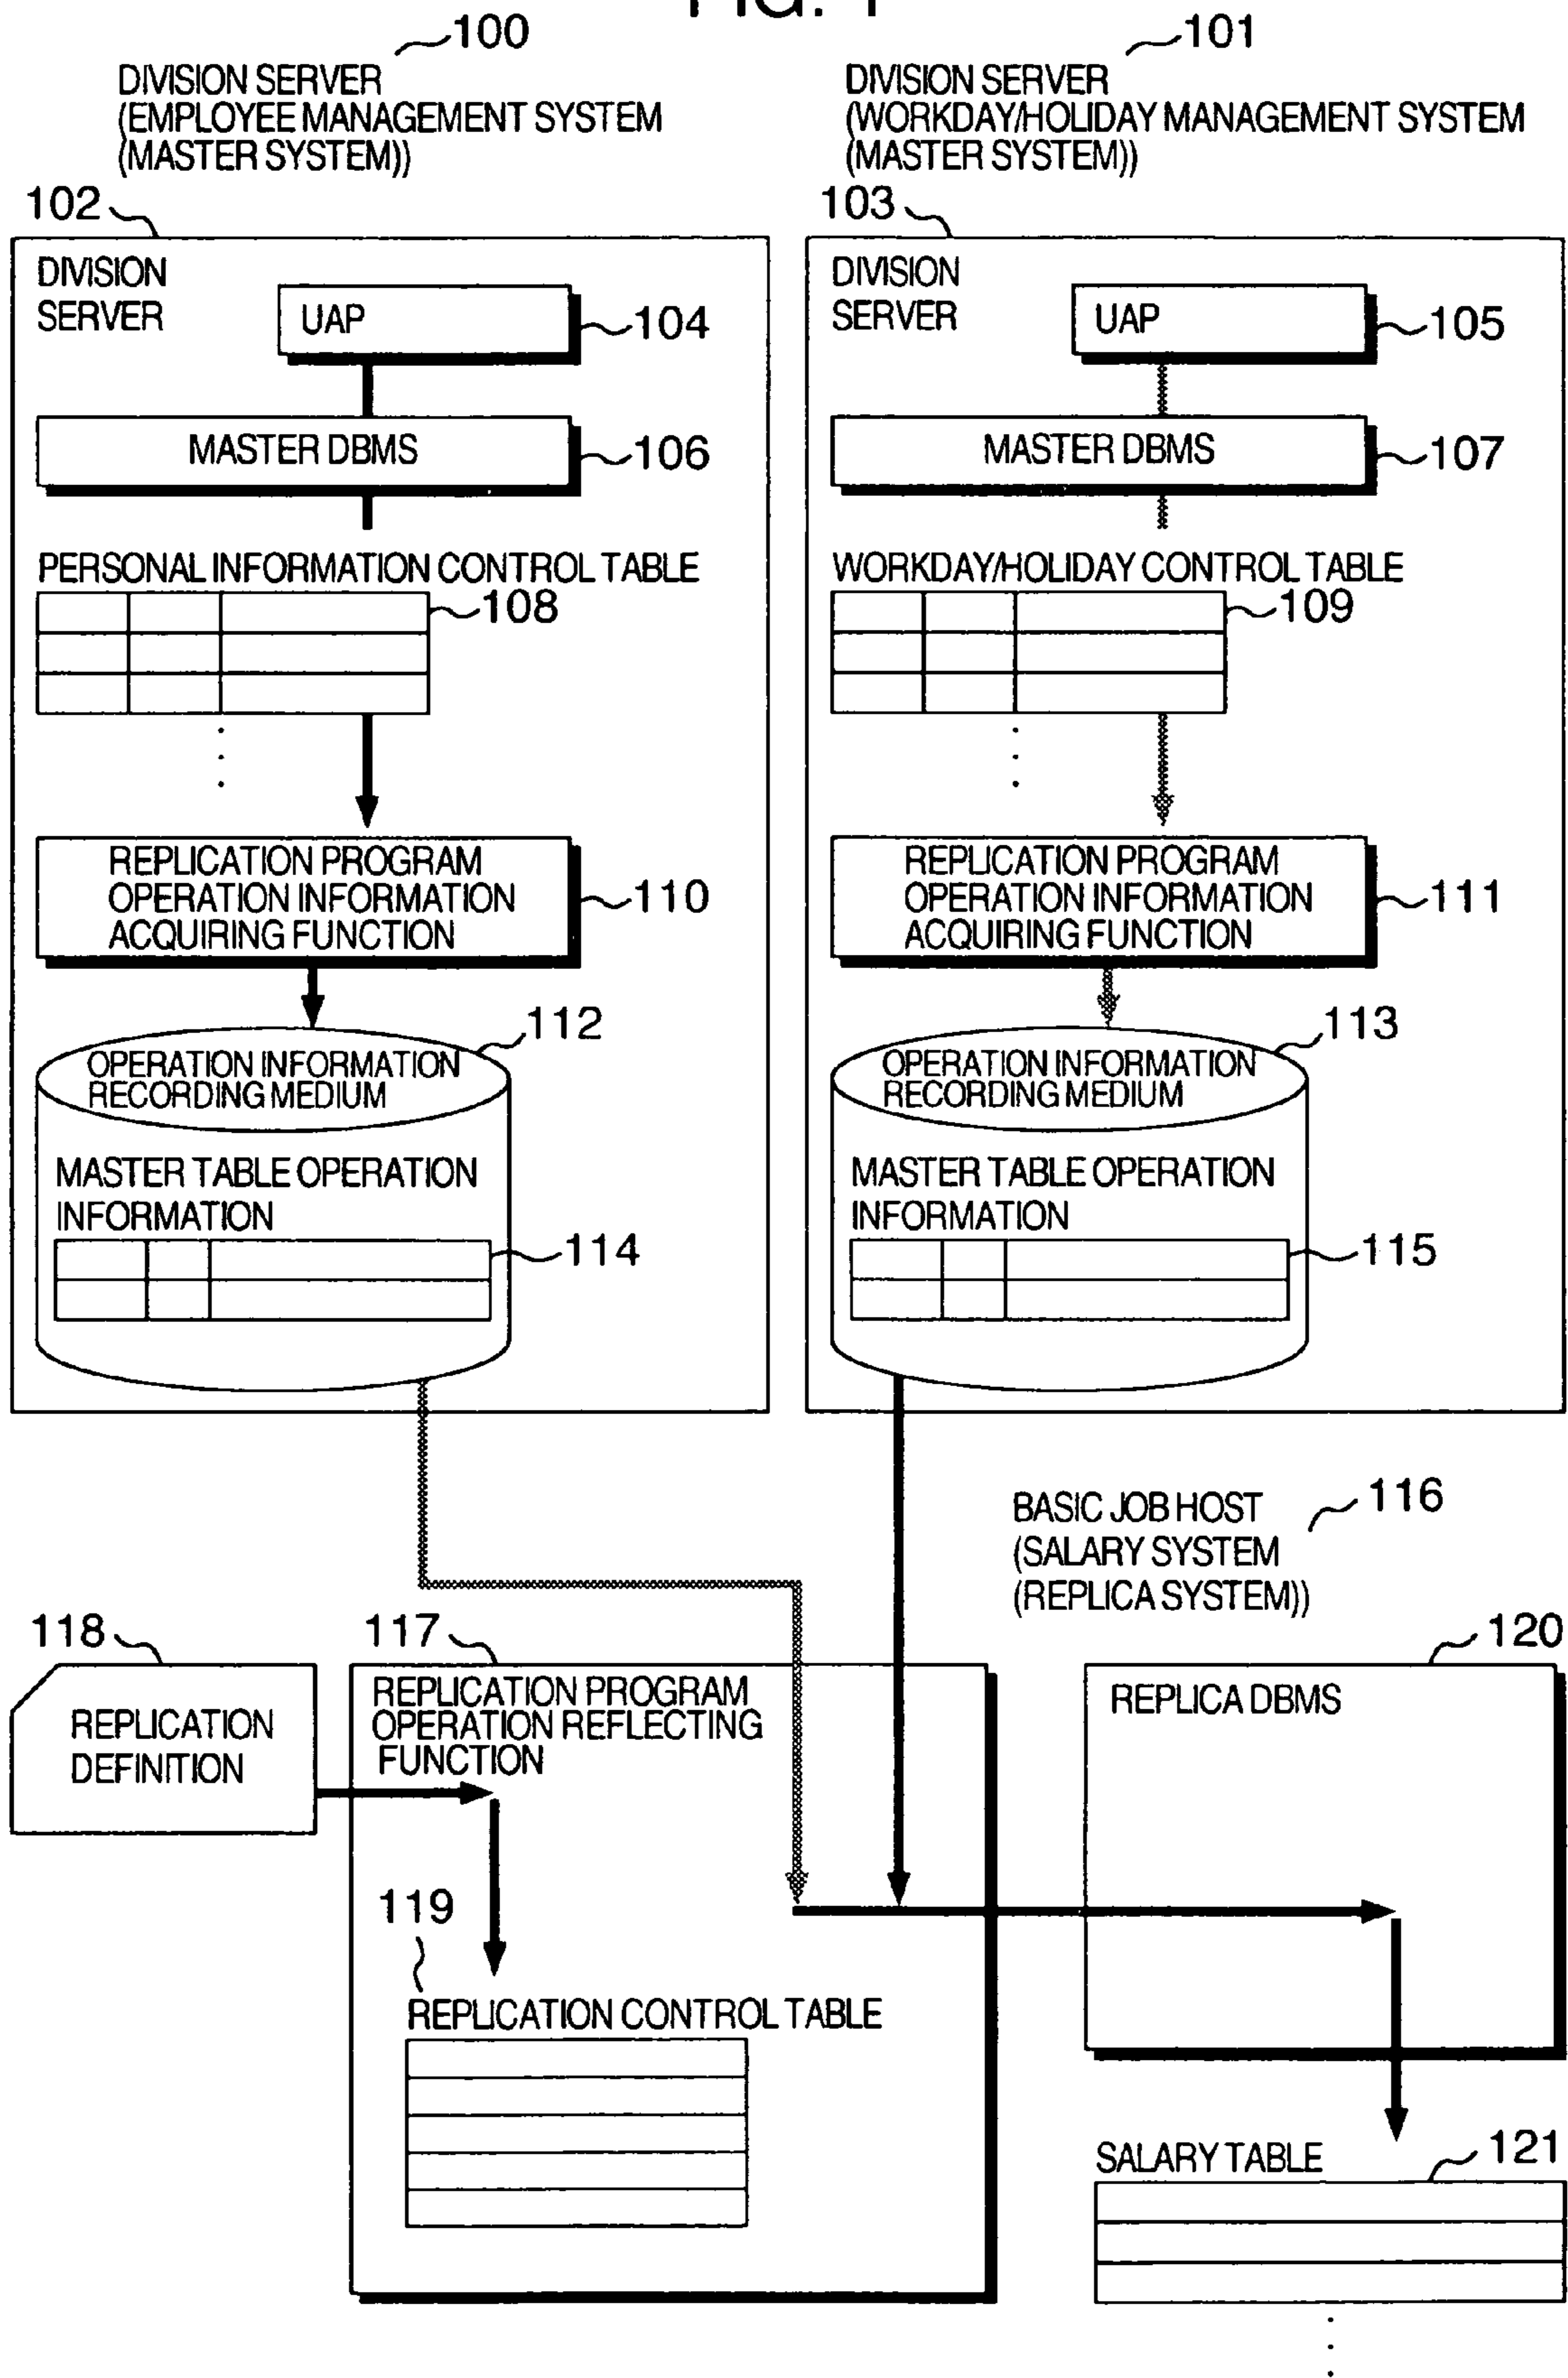 FIG. 1
100
DIVISION SERVER
(EMPLOYEE MANAGEMENT SYSTEM
(MASTER SYSTEM))
101
DIVISION SERVER
(WORKDAY/HOLIDAY MANAGEMENT SYSTEM
(MASTER SYSTEM))
102
DIVISION
SERVER
UAP
104
MASTER DBMS
106
PERSONAL INFORMATION CONTROL TABLE
108
REPLICATION PROGRAM
OPERATION INFORMATION
ACQUIRING FUNCTION
110
112
OPERATION INFORMATION
RECORDING MEDIUM
MASTER TABLE OPERATION
INFORMATION
114
103
DIVISION
SERVER
UAP
105
MASTER DBMS
107
WORKDAY/HOLIDAY CONTROL TABLE
109
REPLICATION PROGRAM
OPERATION INFORMATION
ACQUIRING FUNCTION
111
113
OPERATION INFORMATION
RECORDING MEDIUM
MASTER TABLE OPERATION
INFORMATION
115
BASIC JOB HOST
(SALARY SYSTEM
(REPLICA SYSTEM))
116
118
REPLICATION
DEFINITION
117
REPLICATION PROGRAM
OPERATION REFLECTING
FUNCTION
119
REPLICATION CONTROL TABLE
120
REPLICA DBMS
SALARY TABLE
121